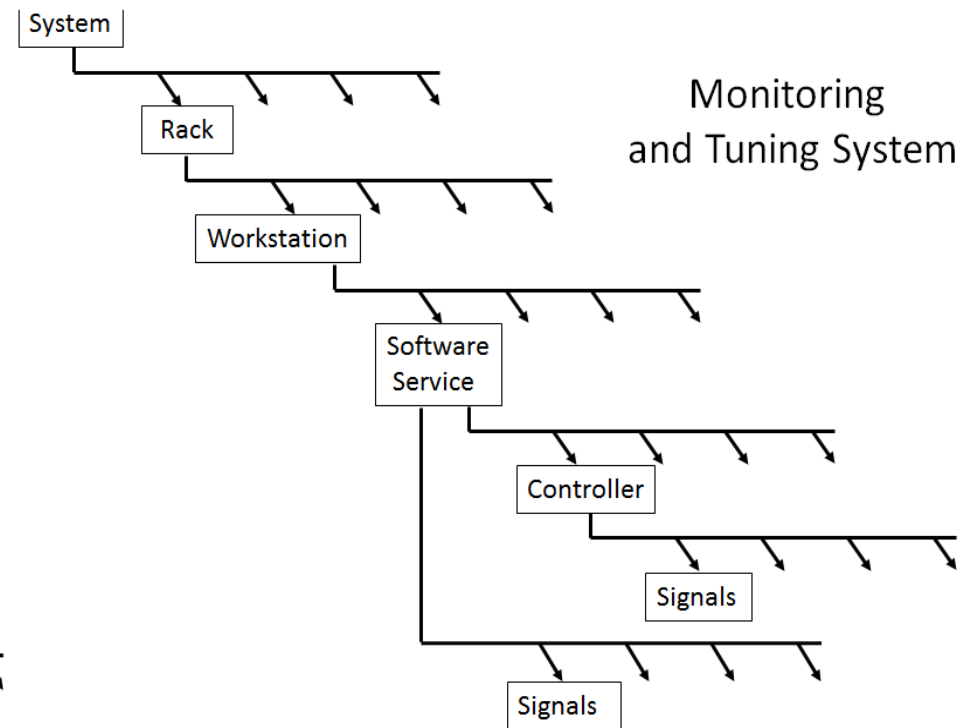 System
Monitoring
and Tuning System
Rack
Workstation
Software
Service
Controller
Signals
Signals